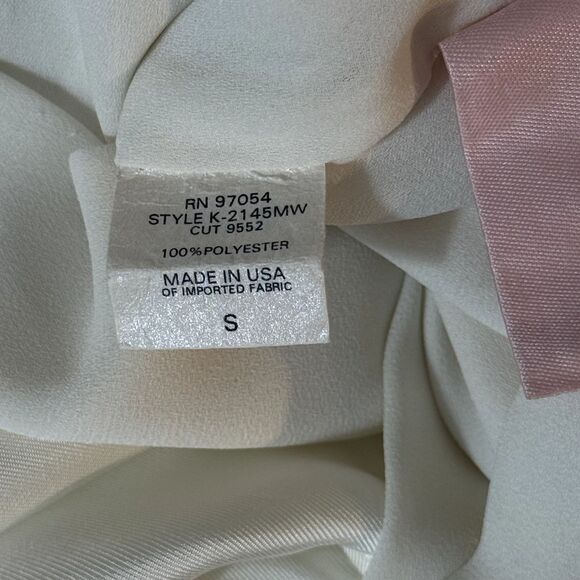 RN 97054
STYLE K-2145MW
CUT 9552
100%POLYESTER
MADE IN USA
OF IMPORTED FABRIC
S